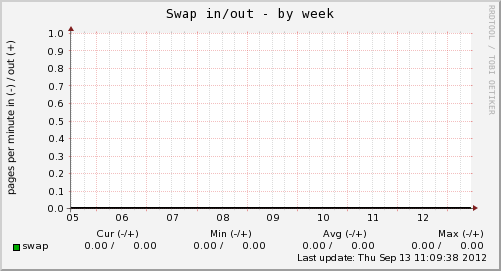 Swap in/out - by week
RRDTOOL / TOBI OETIKER
pages per minute in (-) / out (+)
1.0
0.9
0.8
0.7
0.6
0.5
0.4
0.3
0.2
0.1
0.0
05 06 07 08 09 10 11 12
Cur (-/+) Min (-/+) Avg (-/+) Max (-/+)
swap 0.00 / 0.00 0.00 / 0.00 0.00 / 0.00 0.00 / 0.00
Last update: Thu Sep 13 11:09:38 2012